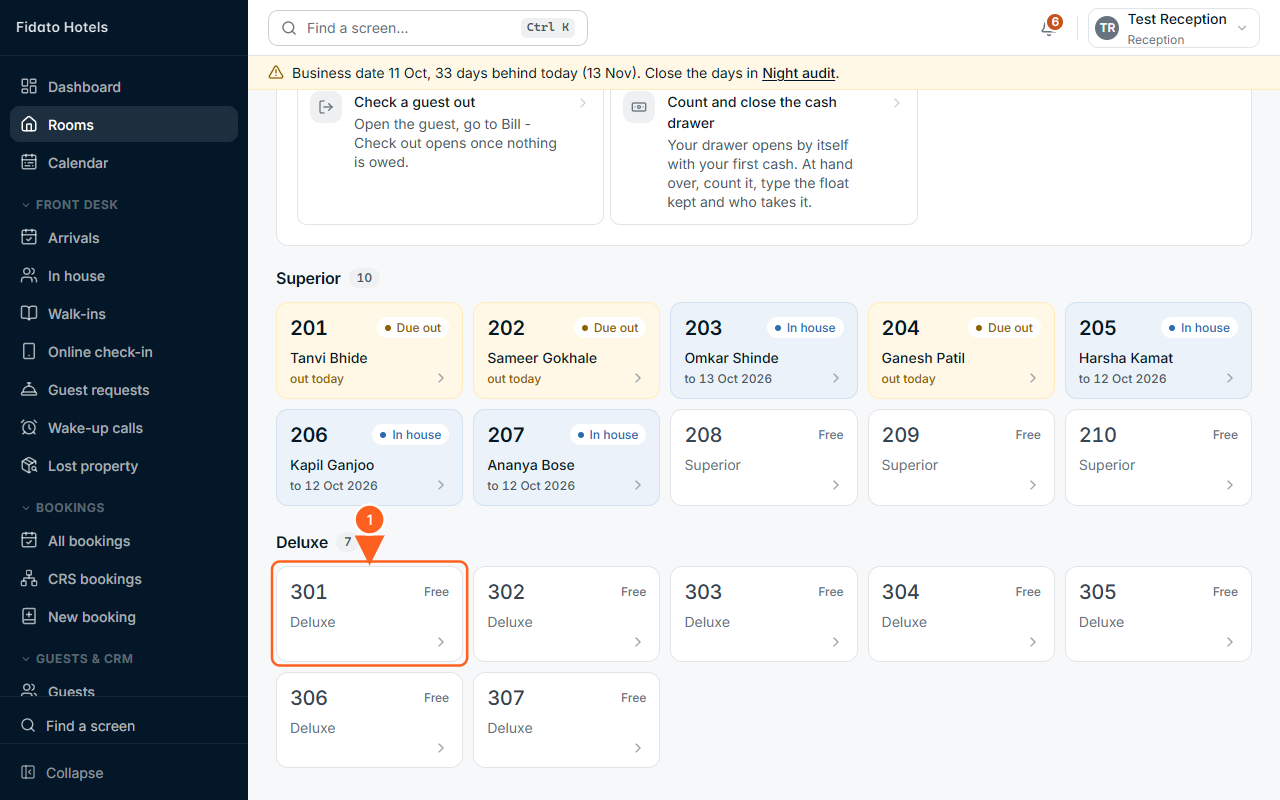 Fidato Hotels
Find a screen...
Ctrl K
6
TR
Test Reception
Reception
Business date 11 Oct, 33 days behind today (13 Nov). Close the days in Night audit.
Dashboard
Rooms
Calendar
FRONT DESK
Arrivals
In house
Walk-ins
Online check-in
Guest requests
Wake-up calls
Lost property
BOOKINGS
All bookings
CRS bookings
New booking
GUESTS & CRM
Guests
Find a screen
Collapse
Check a guest out
Open the guest, go to Bill -
Check out opens once nothing
is owed.
Count and close the cash
drawer
Your drawer opens by itself
with your first cash. At hand
over, count it, type the float
kept and who takes it.
Superior 10
201 Due out
Tanvi Bhide
out today
202 Due out
Sameer Gokhale
out today
203 In house
Omkar Shinde
to 13 Oct 2026
204 Due out
Ganesh Patil
out today
205 In house
Harsha Kamat
to 12 Oct 2026
206 In house
Kapil Ganjoo
to 12 Oct 2026
207 In house
Ananya Bose
to 12 Oct 2026
208 Free
Superior
209 Free
Superior
210 Free
Superior
1
Deluxe 7
301 Free
Deluxe
302 Free
Deluxe
303 Free
Deluxe
304 Free
Deluxe
305 Free
Deluxe
306 Free
Deluxe
307 Free
Deluxe